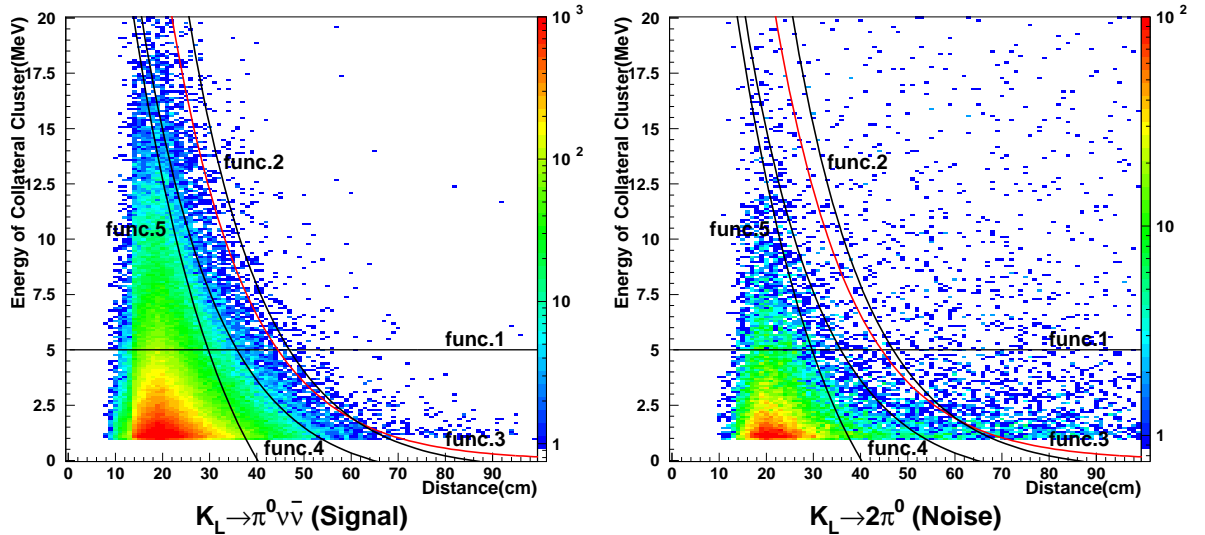 Energy of Collateral Cluster(MeV)
20
17.5
15
12.5
10
7.5
5
2.5
0
0 10 20 30 40 50 60 70 80 90
Distance(cm)
func.2
func.5
func.1
func.4
func.3
10³
10²
10
1
K_L→π⁰νν̄ (Signal)
Energy of Collateral Cluster(MeV)
20
17.5
15
12.5
10
7.5
5
2.5
0
0 10 20 30 40 50 60 70 80 90
Distance(cm)
func.2
func.5
func.1
func.4
func.3
10²
10
1
K_L→2π⁰ (Noise)